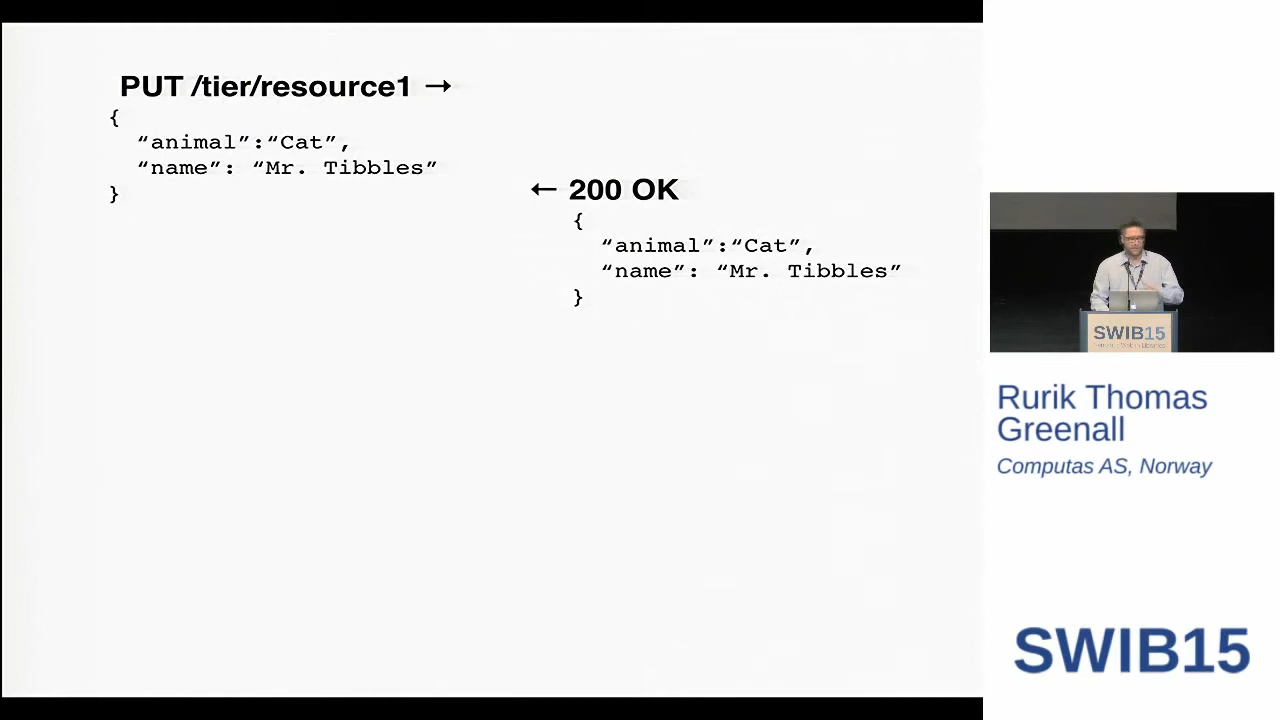 PUT /tier/resource1 →
{
“animal”:“Cat”,
“name”: “Mr. Tibbles”
}
← 200 OK
{
“animal”:“Cat”,
“name”: “Mr. Tibbles”
}
SWIB15
Rurik Thomas
Greenall
Computas AS, Norway
SWIB15